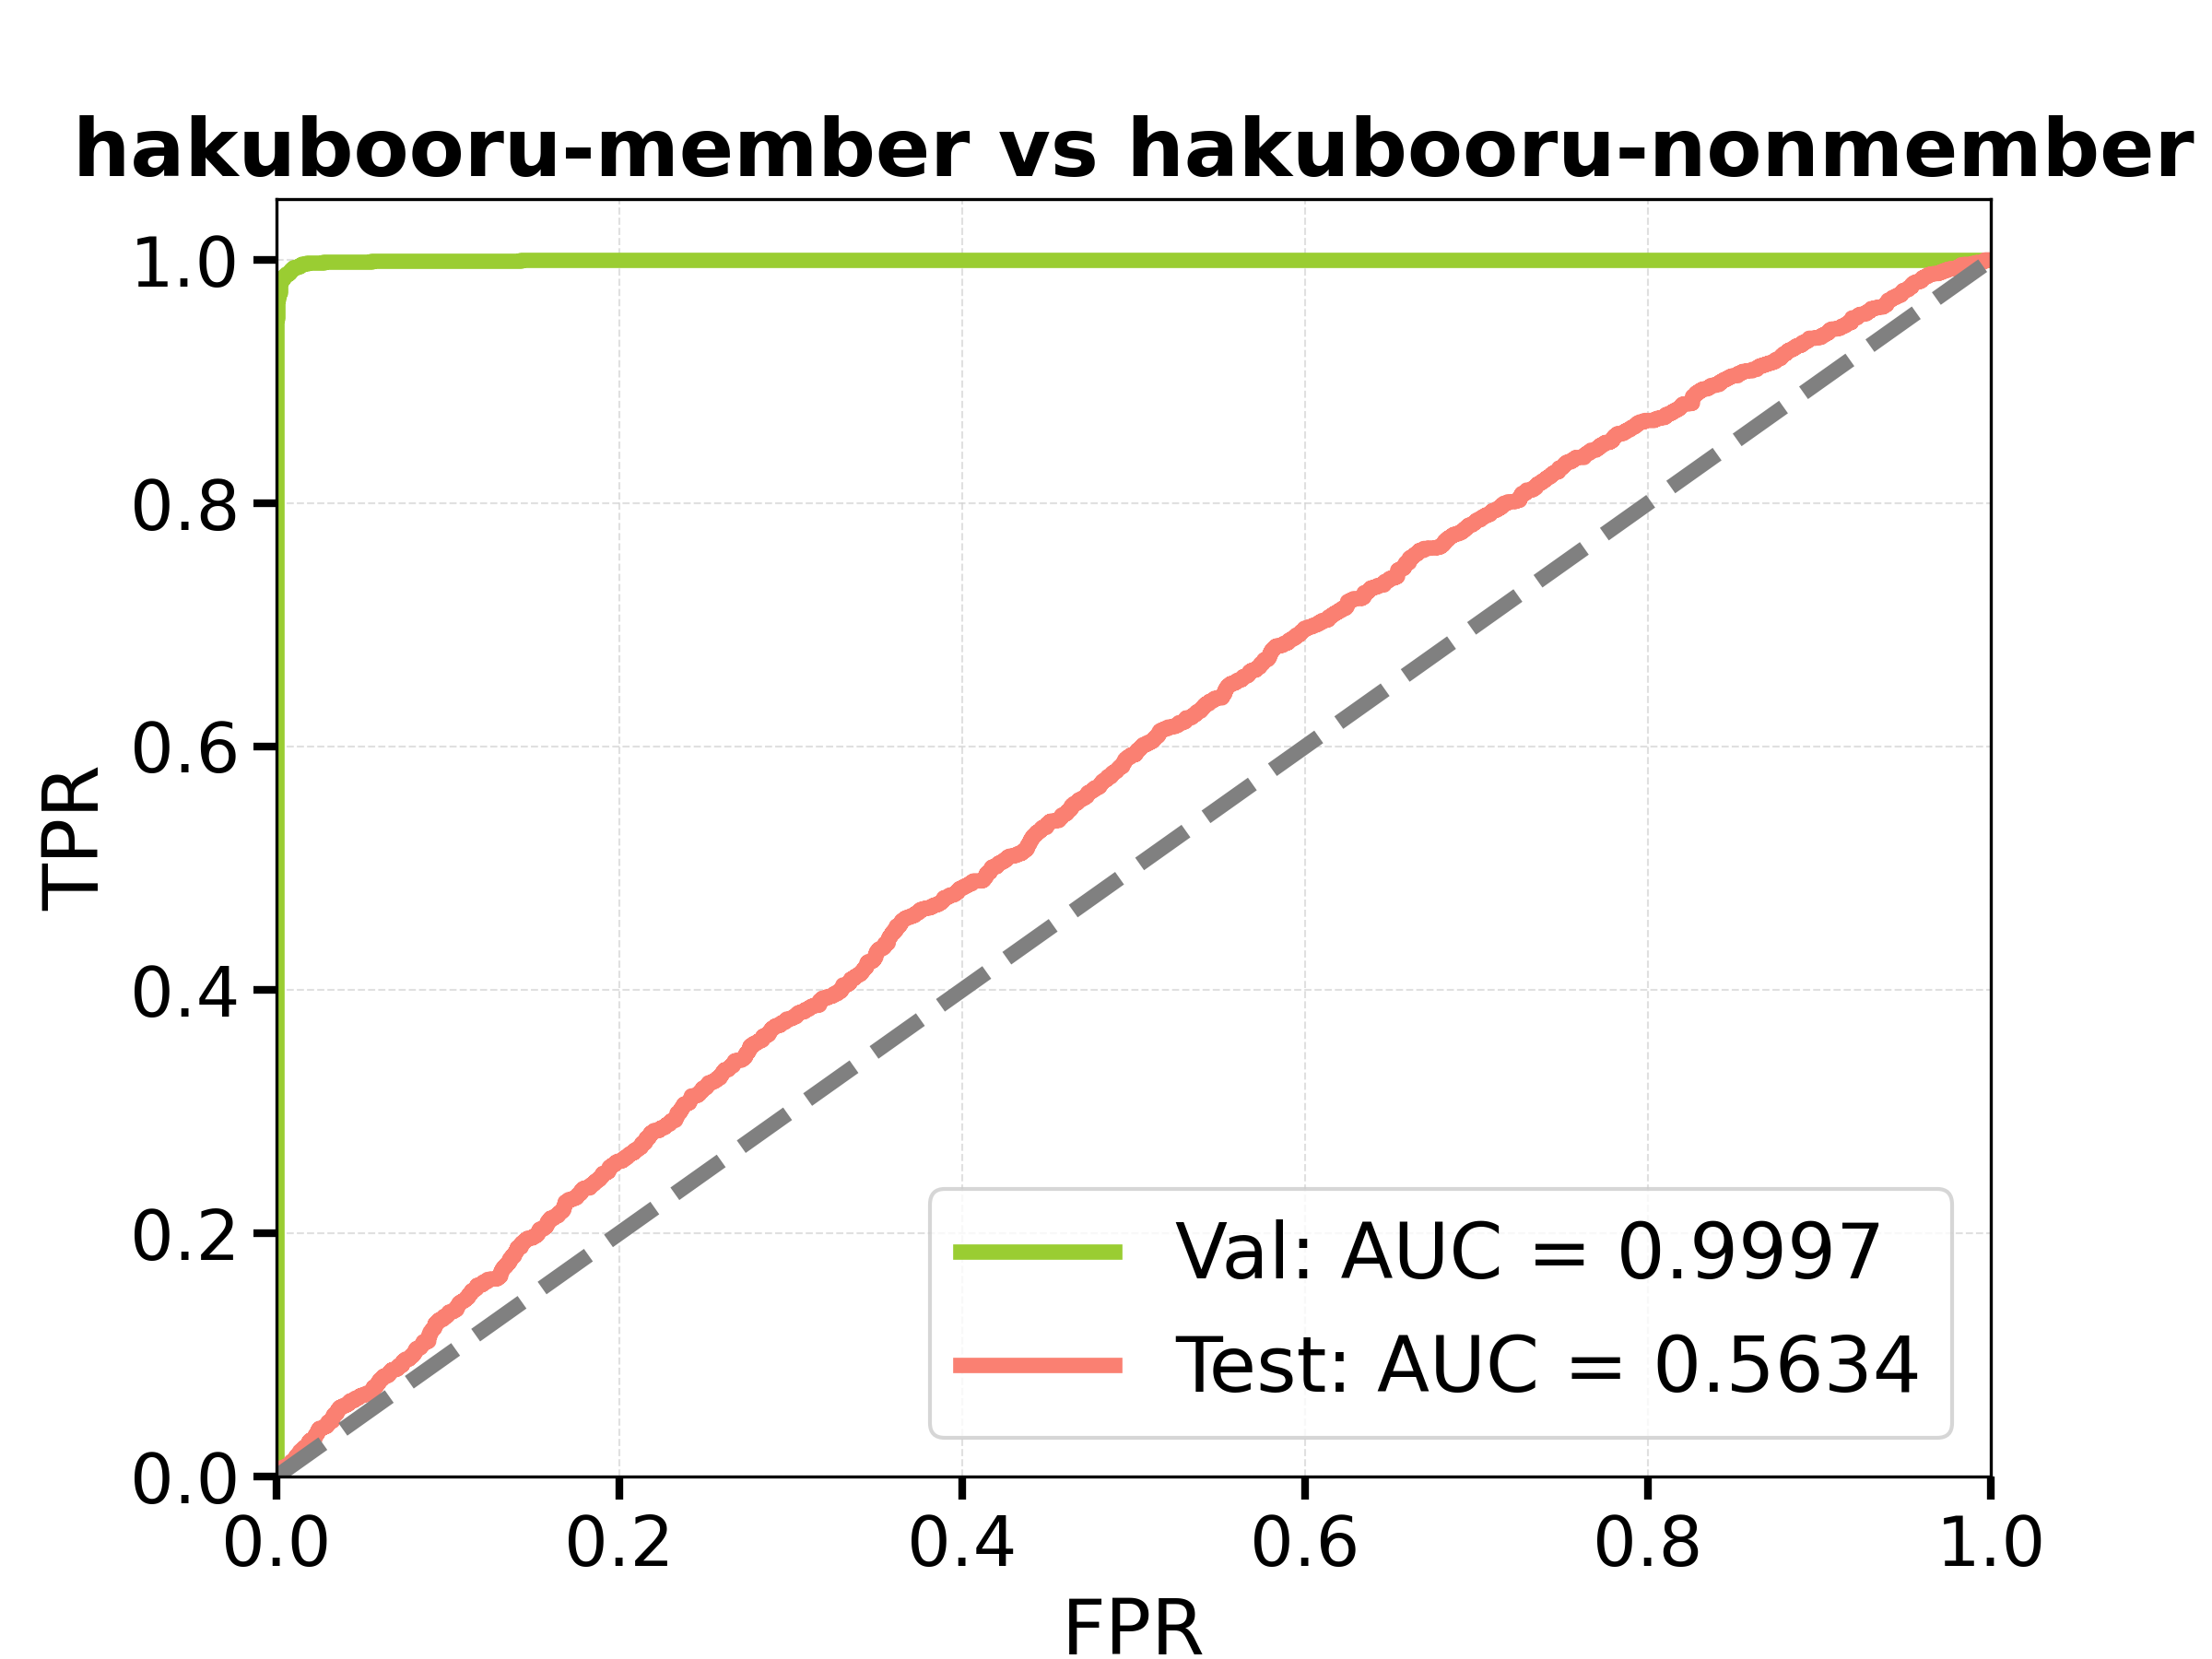 hakubooru-member vs hakubooru-nonmember
1.0
0.8
0.6
0.4
0.2
0.0
TPR
Val: AUC = 0.9997
Test: AUC = 0.5634
0.0 0.2 0.4 0.6 0.8 1.0
FPR